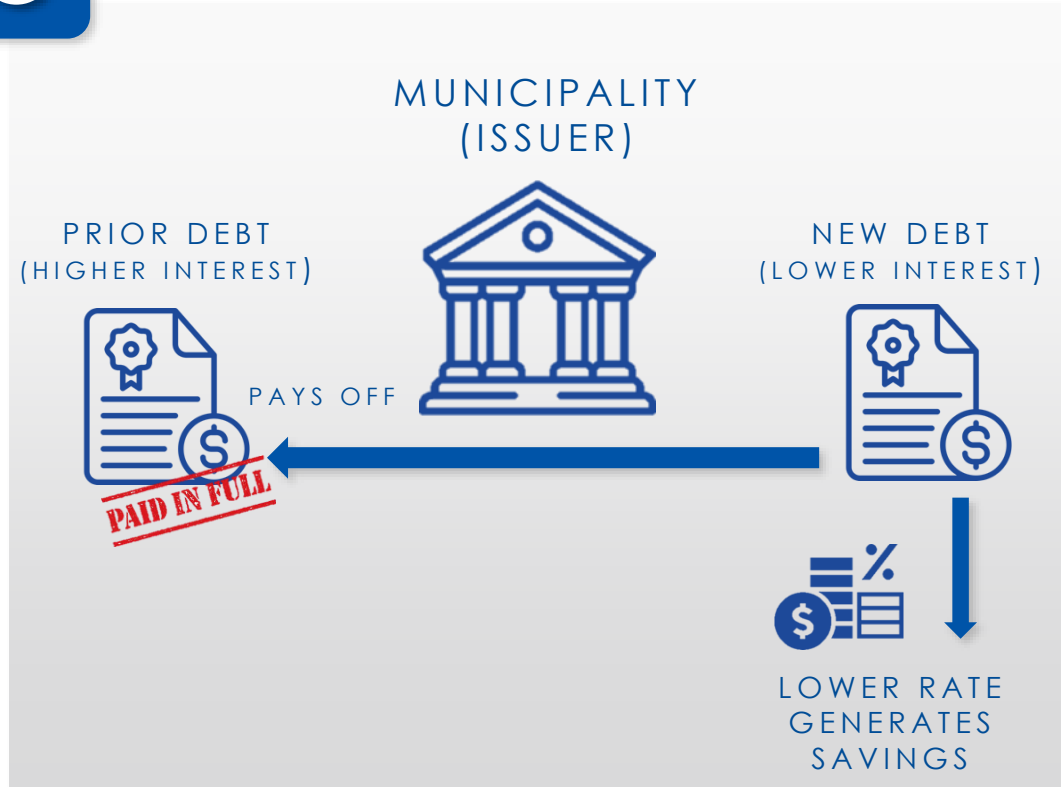 MUNICIPALITY
(ISSUER)
PRIOR DEBT
(HIGHER INTEREST)
NEW DEBT
(LOWER INTEREST)
PAYS OFF
$
$
PAID IN FULL
%
$
LOWER RATE
GENERATES
SAVINGS